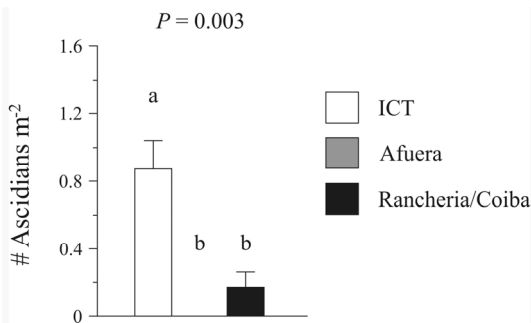 P = 0.003
# Ascidians m-2
1.6
1.2
0.8
0.4
0
a
b
b
ICT
Afuera
Rancheria/Coiba